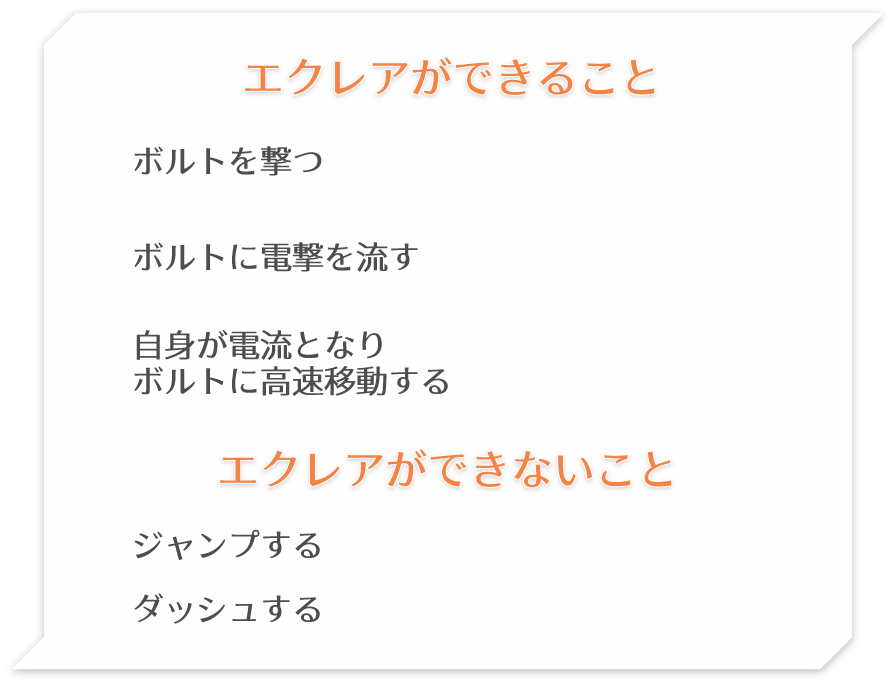 エクレアができること
ボルトを撃つ
ボルトに電撃を流す
自身が電流となり
ボルトに高速移動する
エクレアができないこと
ジャンプする
ダッシュする